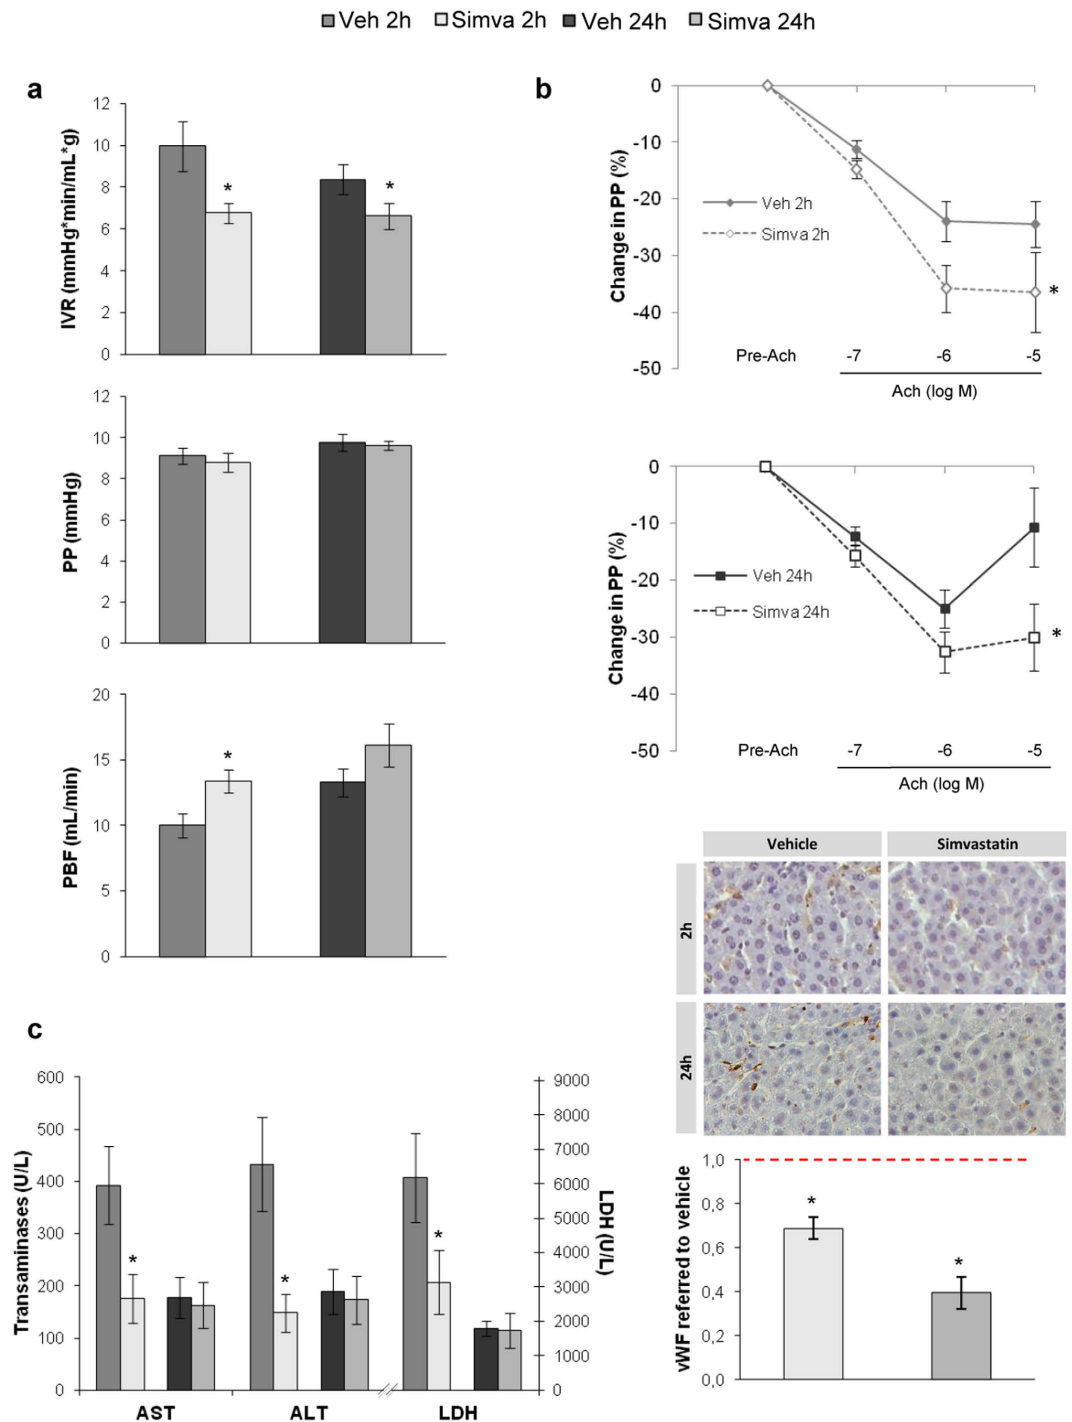 Veh 2h Simva 2h Veh 24h Simva 24h
a
12
10
8
6
4
2
0
IVR (mmHg*min/mL*g)
*
*
12
10
8
6
4
2
0
PP (mmHg)
20
15
10
5
0
PBF (mL/min)
*
b
0
-10
-20
-30
-40
-50
Change in PP (%)
Veh 2h
Simva 2h
*
Pre-Ach -7 -6 -5
Ach (log M)
0
-10
-20
-30
-40
-50
Change in PP (%)
Veh 24h
Simva 24h
*
Pre-Ach -7 -6 -5
Ach (log M)
Vehicle Simvastatin
2h
24h
1,0
0,8
0,6
0,4
0,2
0,0
vWF referred to vehicle
*
*
c
600
500
400
300
200
100
0
Transaminases (U/L)
*
*
*
9000
8000
7000
6000
5000
4000
3000
2000
1000
0
LDH (U/L)
AST ALT LDH